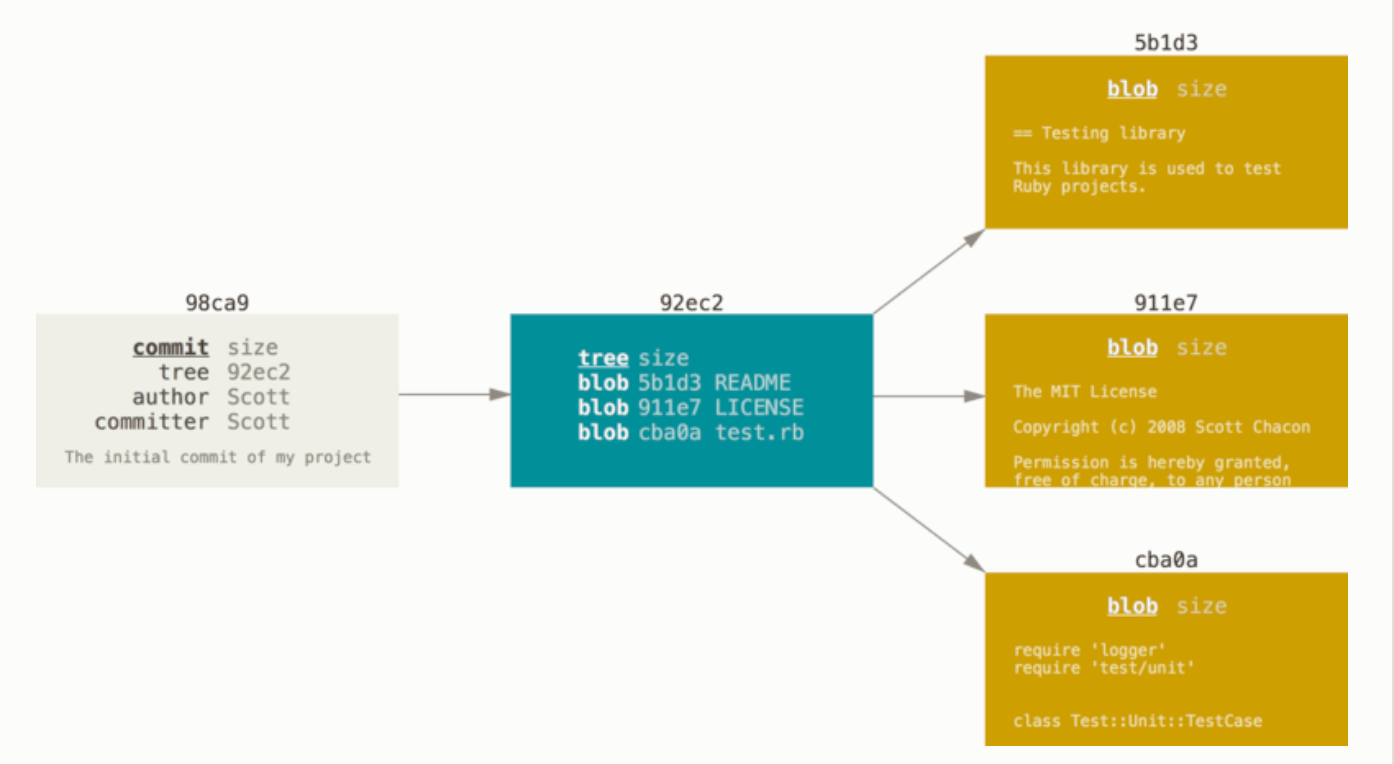 98ca9
commit size
tree 92ec2
author Scott
committer Scott
The initial commit of my project
92ec2
tree size
blob 5b1d3 README
blob 911e7 LICENSE
blob cba0a test.rb
5b1d3
blob size
== Testing library
This library is used to test
Ruby projects.
911e7
blob size
The MIT License
Copyright (c) 2008 Scott Chacon
Permission is hereby granted,
free of charge, to any person
cba0a
blob size
require 'logger'
require 'test/unit'
class Test::Unit::TestCase